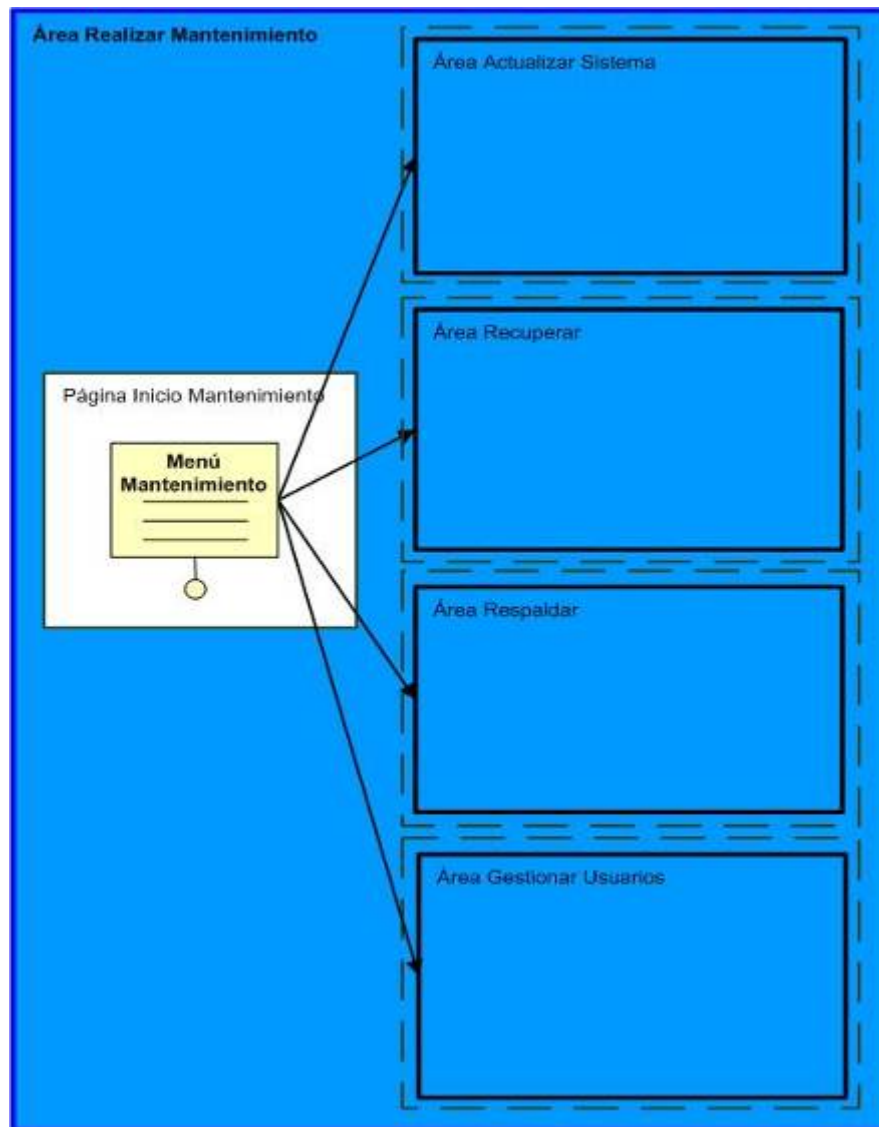 Área Realizar Mantenimiento
Área Actualizar Sistema
Área Recuperar
Página Inicio Mantenimiento
Menú
Mantenimiento
Área Respaldar
Área Gestionar Usuarios